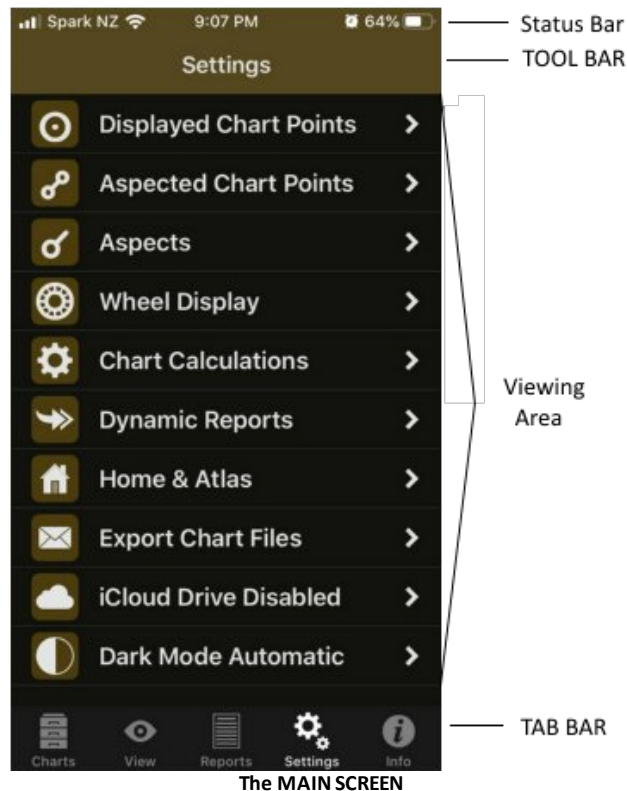 Spark NZ 9:07 PM 64% Status Bar
Settings TOOL BAR
Displayed Chart Points
Aspected Chart Points
Aspects
Wheel Display
Chart Calculations
Dynamic Reports
Home & Atlas
Export Chart Files
iCloud Drive Disabled
Dark Mode Automatic
Viewing
Area
Charts View Reports Settings Info
TAB BAR
The MAIN SCREEN